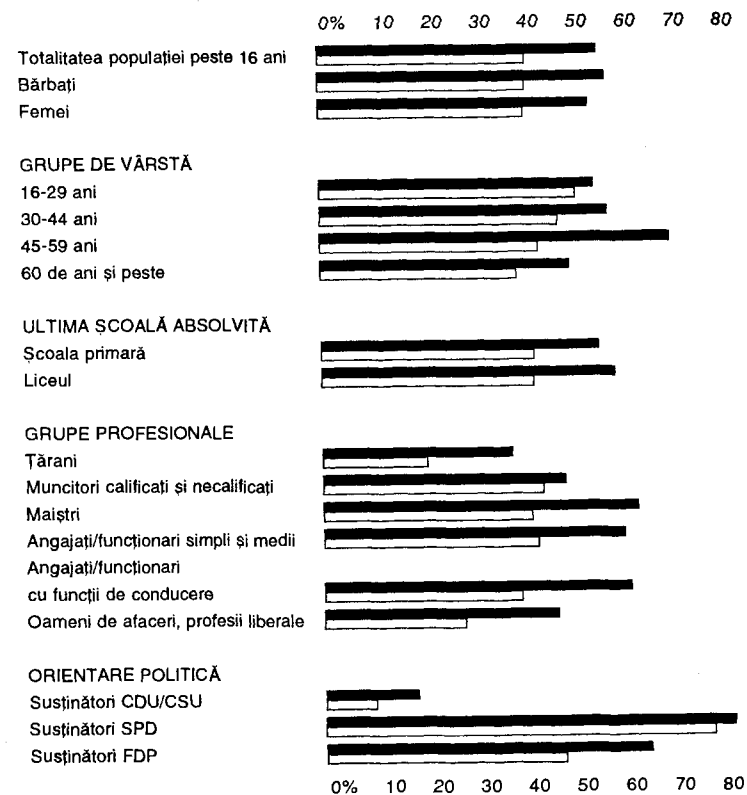 0% 10 20 30 40 50 60 70 80
Totalitatea populației peste 16 ani
Bărbați
Femei
GRUPE DE VÂRSTĂ
16-29 ani
30-44 ani
45-59 ani
60 de ani și peste
ULTIMA ȘCOALĂ ABSOLVITĂ
Școala primară
Liceul
GRUPE PROFESIONALE
Țărani
Muncitori calificați și necalificați
Maiștri
Angajați/funcționari simpli și medii
Angajați/funcționari
cu funcții de conducere
Oameni de afaceri, profesii liberale
ORIENTARE POLITICĂ
Susținători CDU/CSU
Susținători SPD
Susținători FDP
0% 10 20 30 40 50 60 70 80